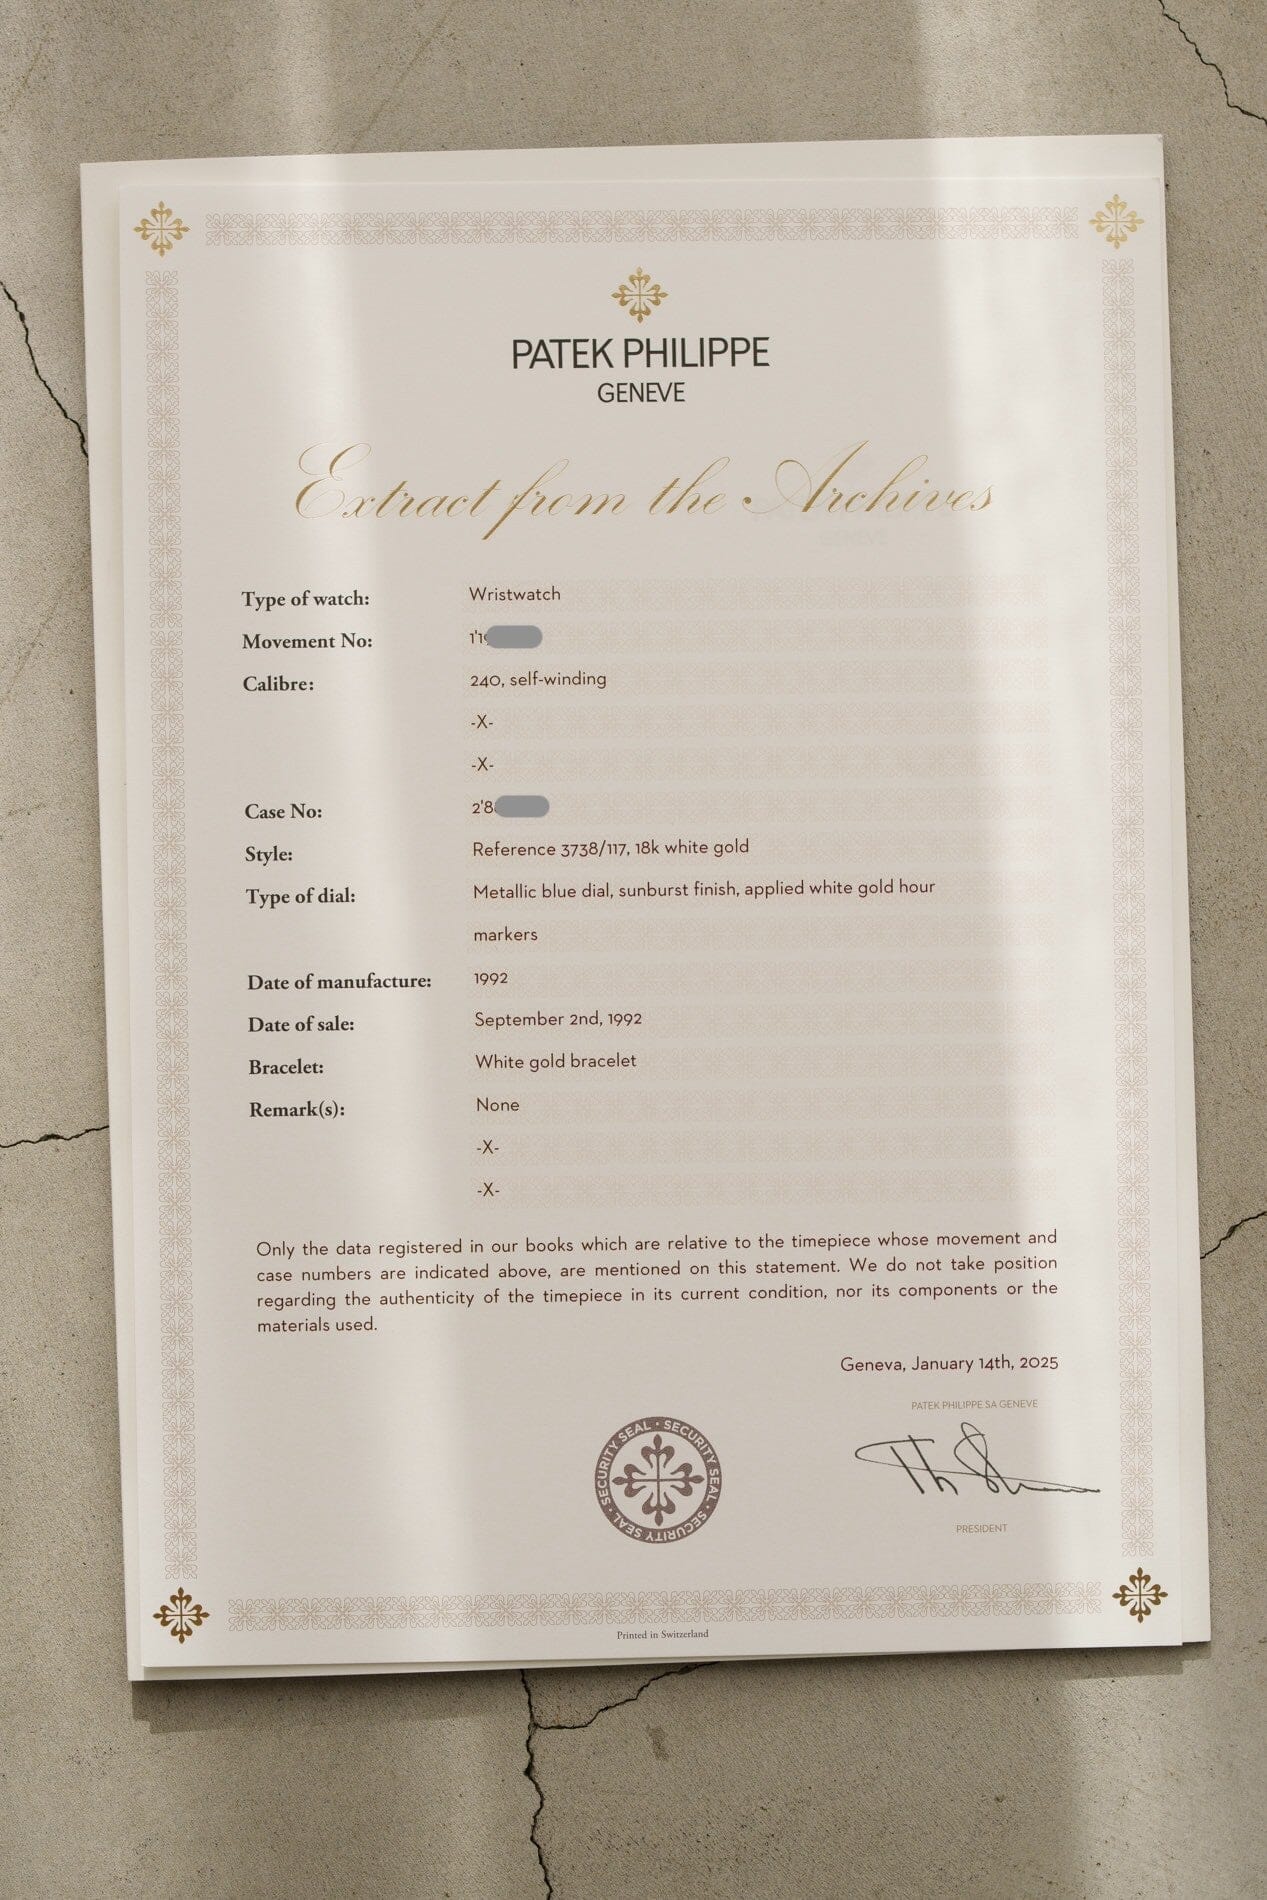 PATEK PHILIPPE
GENEVE
Extract from the Archives
Type of watch: Wristwatch
Movement No: 1'19
Calibre: 240, self-winding
-X-
-X-
Case No: 2'8
Style: Reference 3738/117, 18k white gold
Type of dial: Metallic blue dial, sunburst finish, applied white gold hour
markers
Date of manufacture: 1992
Date of sale: September 2nd, 1992
Bracelet: White gold bracelet
Remark(s): None
-X-
-X-
Only the data registered in our books which are relative to the timepiece whose movement and
case numbers are indicated above, are mentioned on this statement. We do not take position
regarding the authenticity of the timepiece in its current condition, nor its components or the
materials used.
Geneva, January 14th, 2025
PATEK PHILIPPE SA GENEVE
SECURITY SEAL · SECURITY SEAL · SECURITY SEAL ·
PRESIDENT
Printed in Switzerland